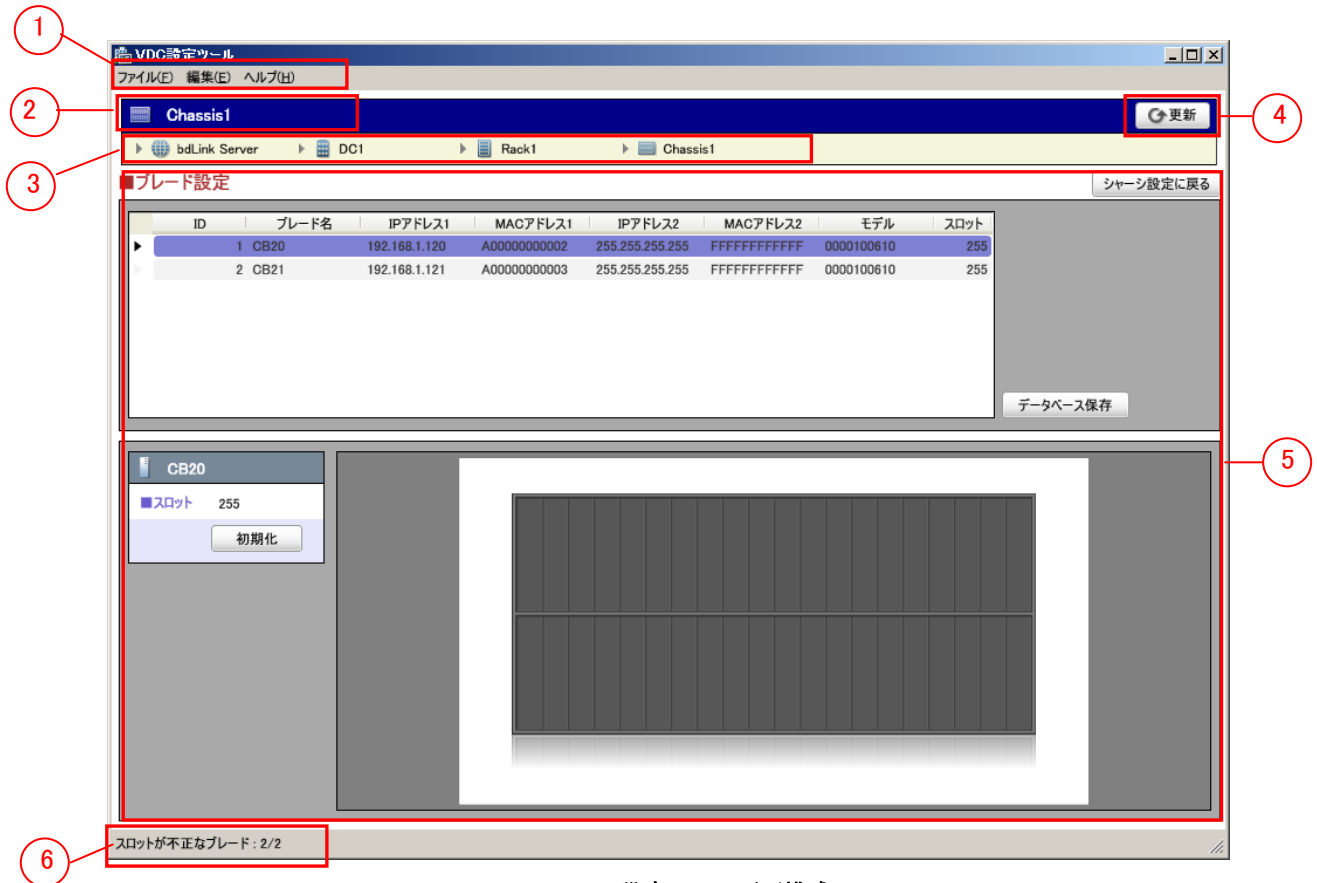 1
VDC設定ツール
ファイル(F) 編集(E) ヘルプ(H)
2
Chassis1
更新
4
bdLink Server DC1 Rack1 Chassis1
3
■ブレード設定
シャーシ設定に戻る
ID ブレード名 IPアドレス1 MACアドレス1 IPアドレス2 MACアドレス2 モデル スロット
1 CB20 192.168.1.120 A00000000002 255.255.255.255 FFFFFFFFFFFF 0000100610 255
2 CB21 192.168.1.121 A00000000003 255.255.255.255 FFFFFFFFFFFF 0000100610 255
データベース保存
CB20
5
■スロット 255
初期化
スロットが不正なブレード : 2/2
6